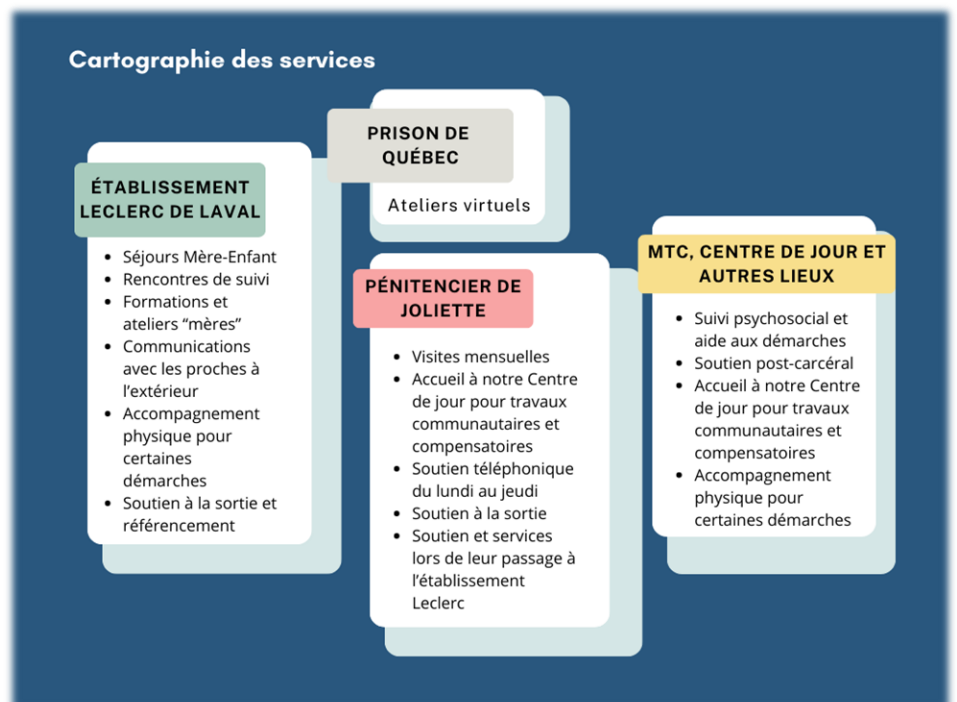 Cartographie des services
PRISON DE
QUÉBEC
Ateliers virtuels
ÉTABLISSEMENT
LECLERC DE LAVAL
• Séjours Mère-Enfant
• Rencontres de suivi
• Formations et
ateliers “mères”
• Communications
avec les proches à
l’extérieur
• Accompagnement
physique pour
certaines
démarches
• Soutien à la sortie et
référencement
PÉNITENCIER DE
JOLIETTE
• Visites mensuelles
• Accueil à notre Centre
de jour pour travaux
communautaires et
compensatoires
• Soutien téléphonique
du lundi au jeudi
• Soutien à la sortie
• Soutien et services
lors de leur passage à
l’établissement
Leclerc
MTC, CENTRE DE JOUR ET
AUTRES LIEUX
• Suivi psychosocial et
aide aux démarches
• Soutien post-carcéral
• Accueil à notre Centre
de jour pour travaux
communautaires et
compensatoires
• Accompagnement
physique pour
certaines démarches